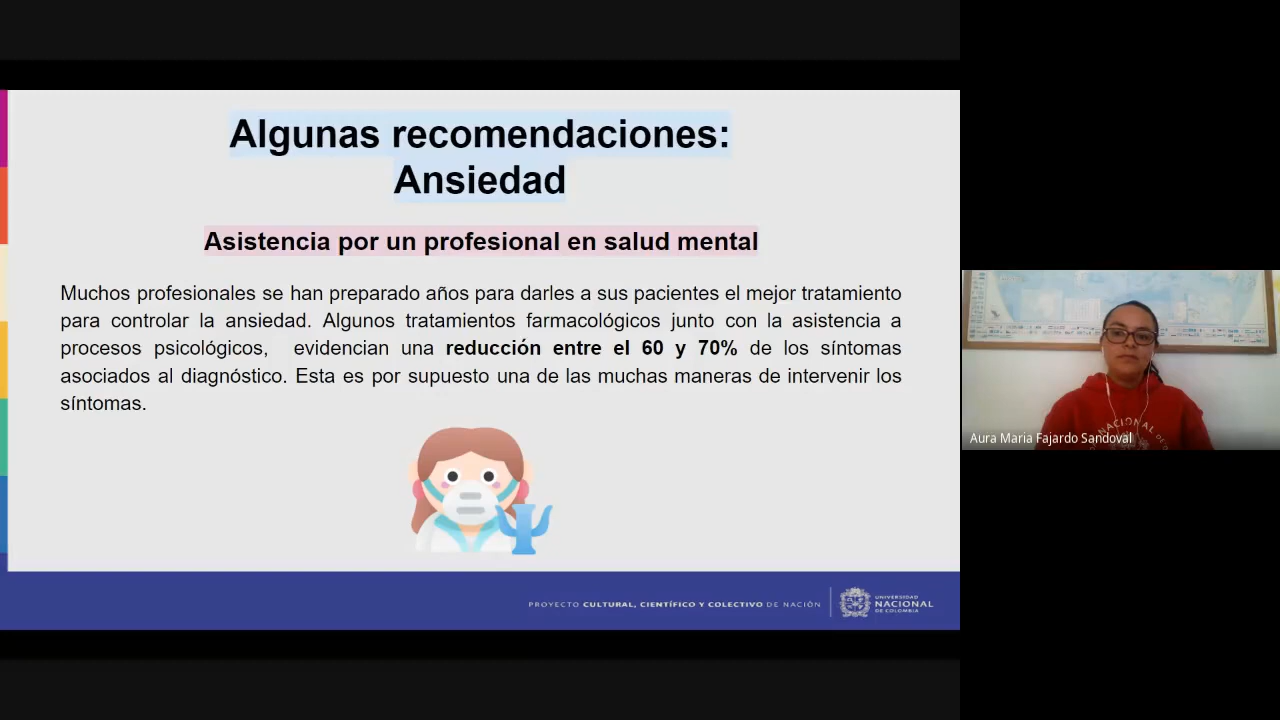 Algunas recomendaciones:
Ansiedad
Asistencia por un profesional en salud mental
Muchos profesionales se han preparado años para darles a sus pacientes el mejor tratamiento
para controlar la ansiedad. Algunos tratamientos farmacológicos junto con la asistencia a
procesos psicológicos, evidencian una reducción entre el 60 y 70% de los síntomas
asociados al diagnóstico. Esta es por supuesto una de las muchas maneras de intervenir los
síntomas.
PROYECTO CULTURAL, CIENTÍFICO Y COLECTIVO DE NACIÓN
UNIVERSIDAD
NACIONAL
DE COLOMBIA
NACIONAL
Aura Maria Fajardo Sandoval